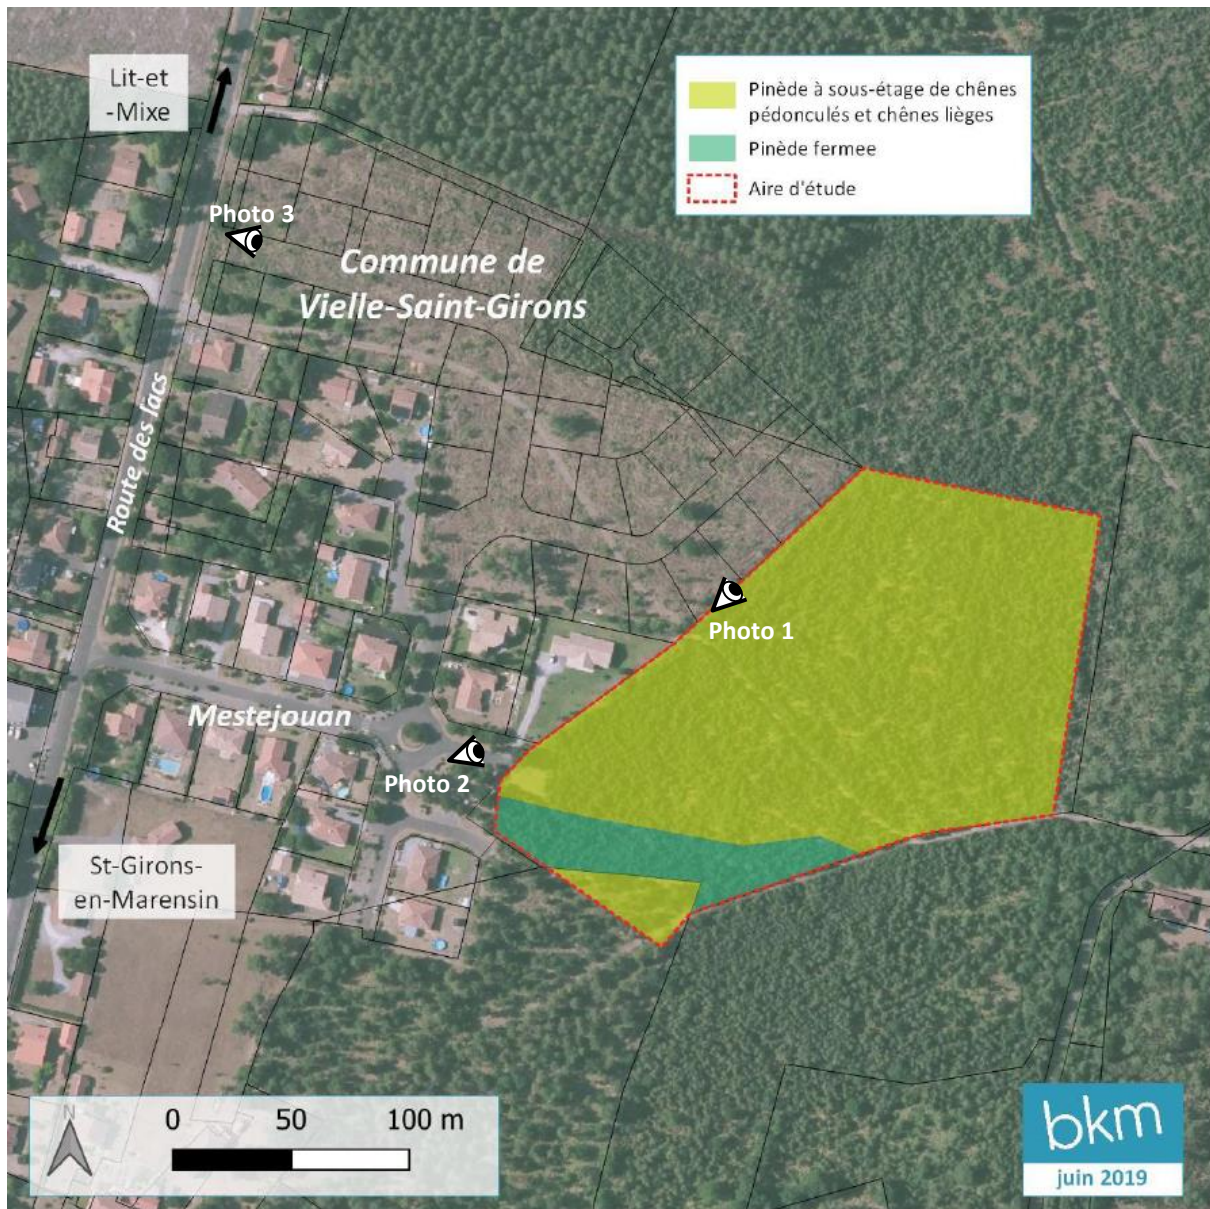 Lit-et
-Mixe
Pinède à sous-étage de chênes
pédonculés et chênes lièges
Pinède fermee
Aire d'étude
Photo 3
Commune de
Vielle-Saint-Girons
Route des lacs
Photo 1
Mestejouan
Photo 2
St-Girons-
en-Marensin
N
0 50 100 m
bkm
juin 2019